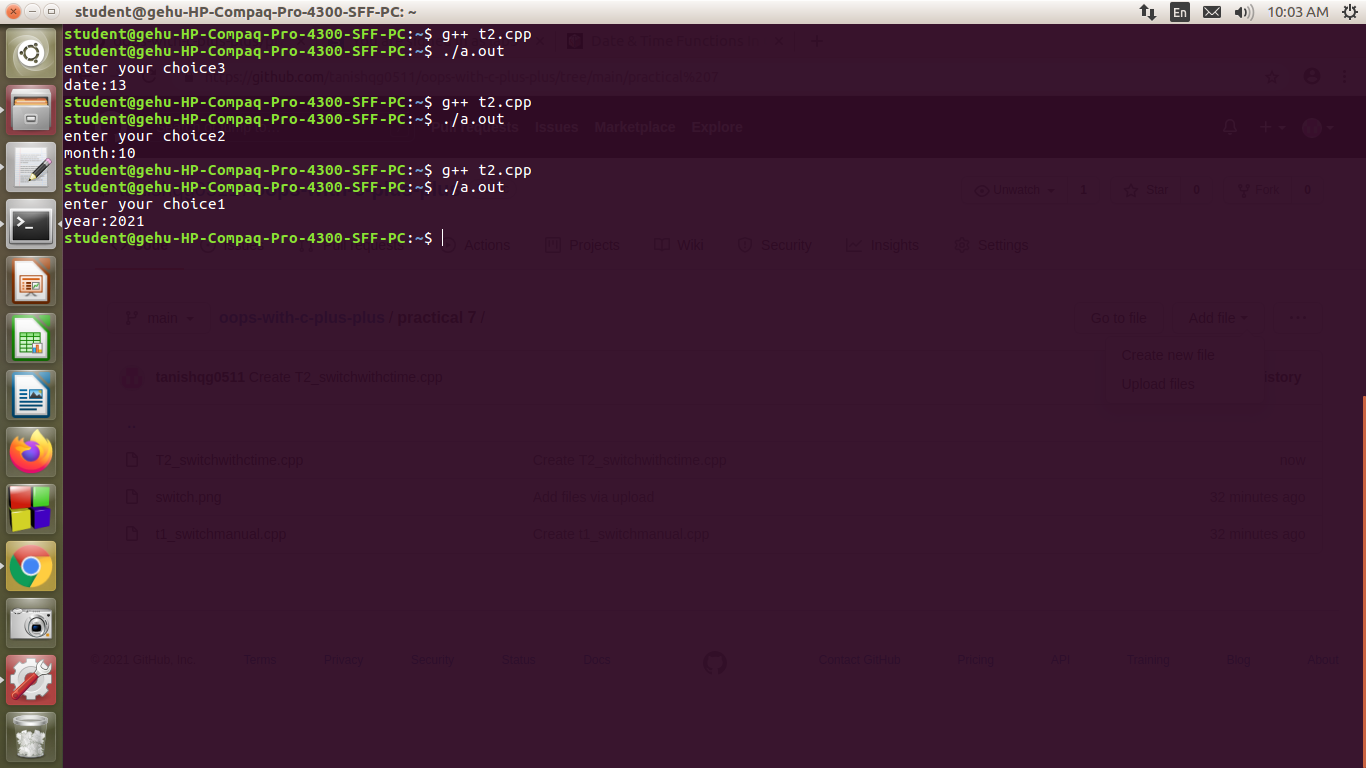 student@gehu-HP-Compaq-Pro-4300-SFF-PC: ~
En
10:03 AM
student@gehu-HP-Compaq-Pro-4300-SFF-PC:~$ g++ t2.cpp
student@gehu-HP-Compaq-Pro-4300-SFF-PC:~$ ./a.out
enter your choice3
date:13
student@gehu-HP-Compaq-Pro-4300-SFF-PC:~$ g++ t2.cpp
student@gehu-HP-Compaq-Pro-4300-SFF-PC:~$ ./a.out
enter your choice2
month:10
student@gehu-HP-Compaq-Pro-4300-SFF-PC:~$ g++ t2.cpp
student@gehu-HP-Compaq-Pro-4300-SFF-PC:~$ ./a.out
enter your choice1
year:2021
student@gehu-HP-Compaq-Pro-4300-SFF-PC:~$
Date & Time Functions
Pull requests Issues Marketplace Explore
Unwatch 1 Star 0 Fork 0
Actions Projects Wiki Security Insights Settings
main oops-with-c-plus-plus / practical 7 / Go to file Add file
Create new file
Upload files
tanishqg0511 Create T2_switchwithctime.cpp
T2_switchwithctime.cpp Create T2_switchwithctime.cpp now
switch.png Add files via upload 32 minutes ago
t1_switchmanual.cpp Create t1_switchmanual.cpp 32 minutes ago
© 2021 GitHub, Inc. Terms Privacy Security Status Docs Contact GitHub Pricing API Training Blog About